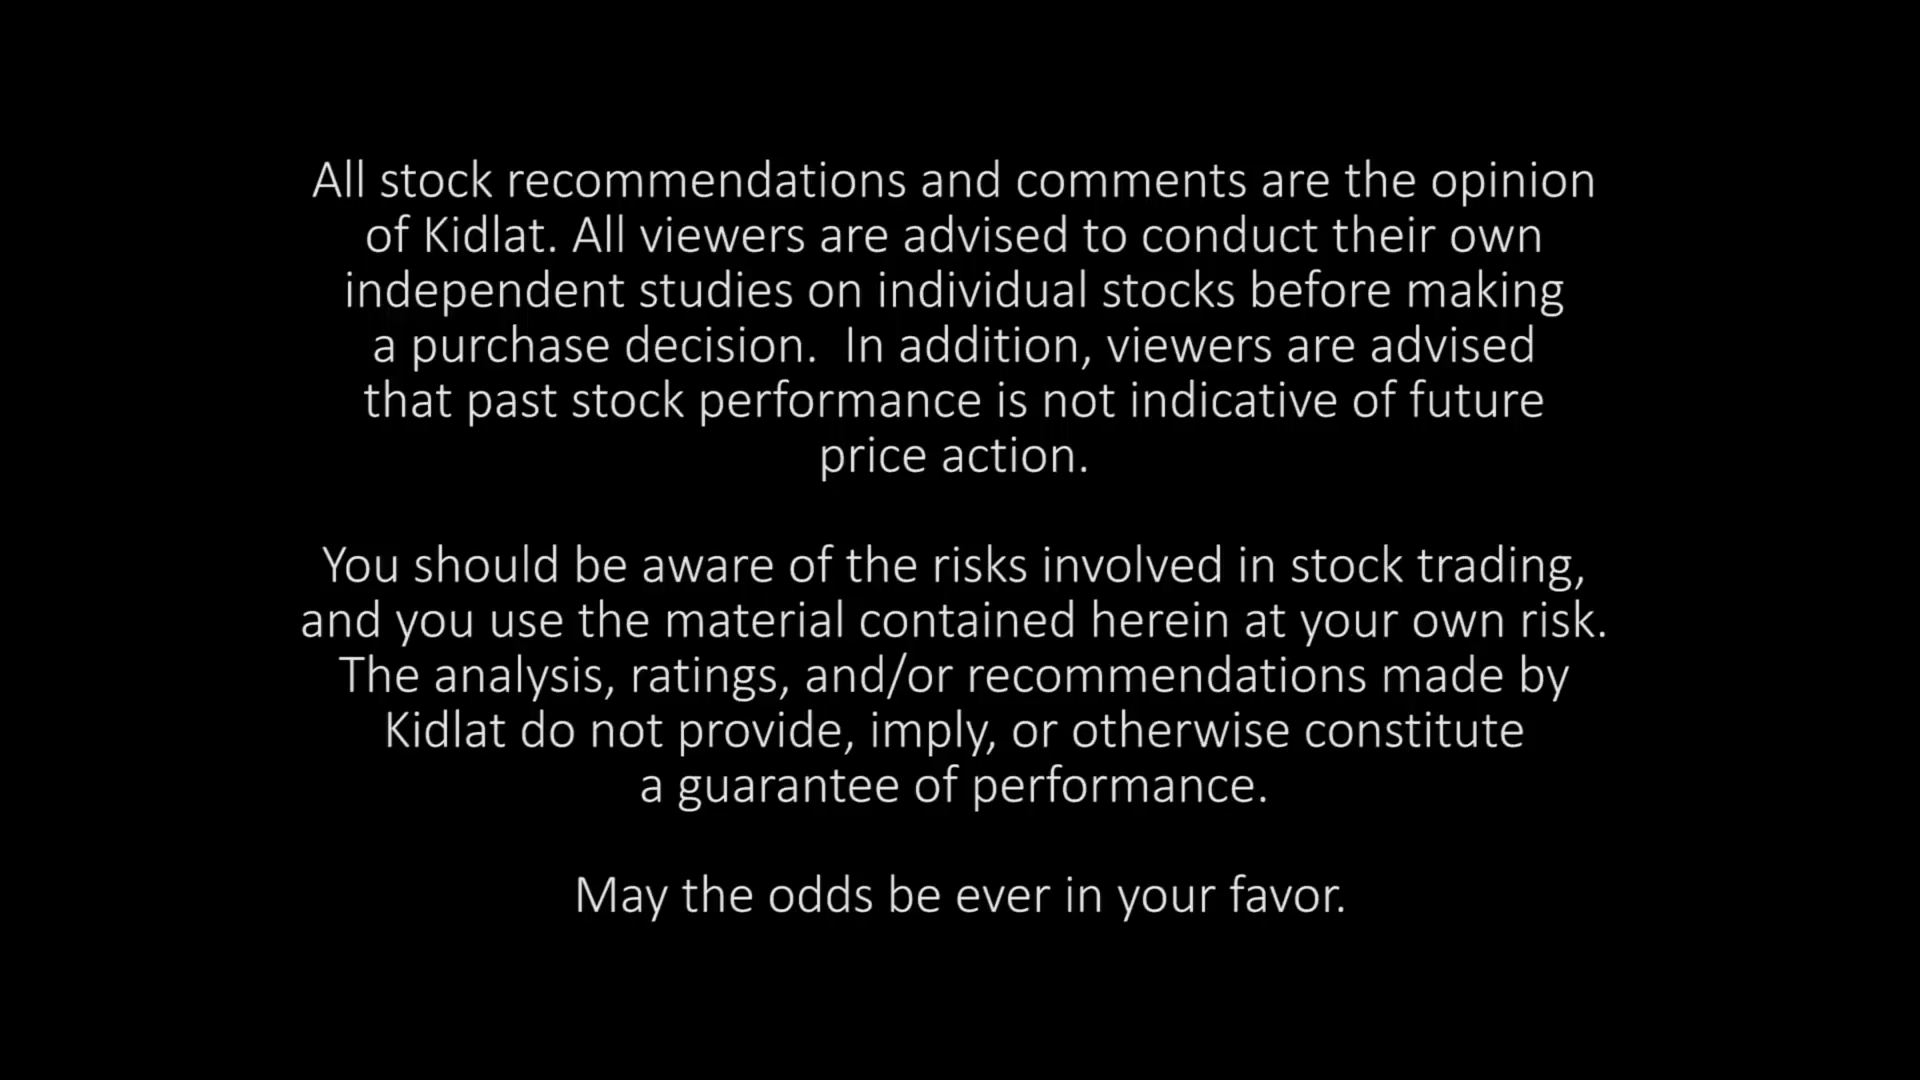 All stock recommendations and comments are the opinion
of Kidlat. All viewers are advised to conduct their own
independent studies on individual stocks before making
a purchase decision.  In addition, viewers are advised
that past stock performance is not indicative of future
price action.
You should be aware of the risks involved in stock trading,
and you use the material contained herein at your own risk.
The analysis, ratings, and/or recommendations made by
Kidlat do not provide, imply, or otherwise constitute
a guarantee of performance.
May the odds be ever in your favor.